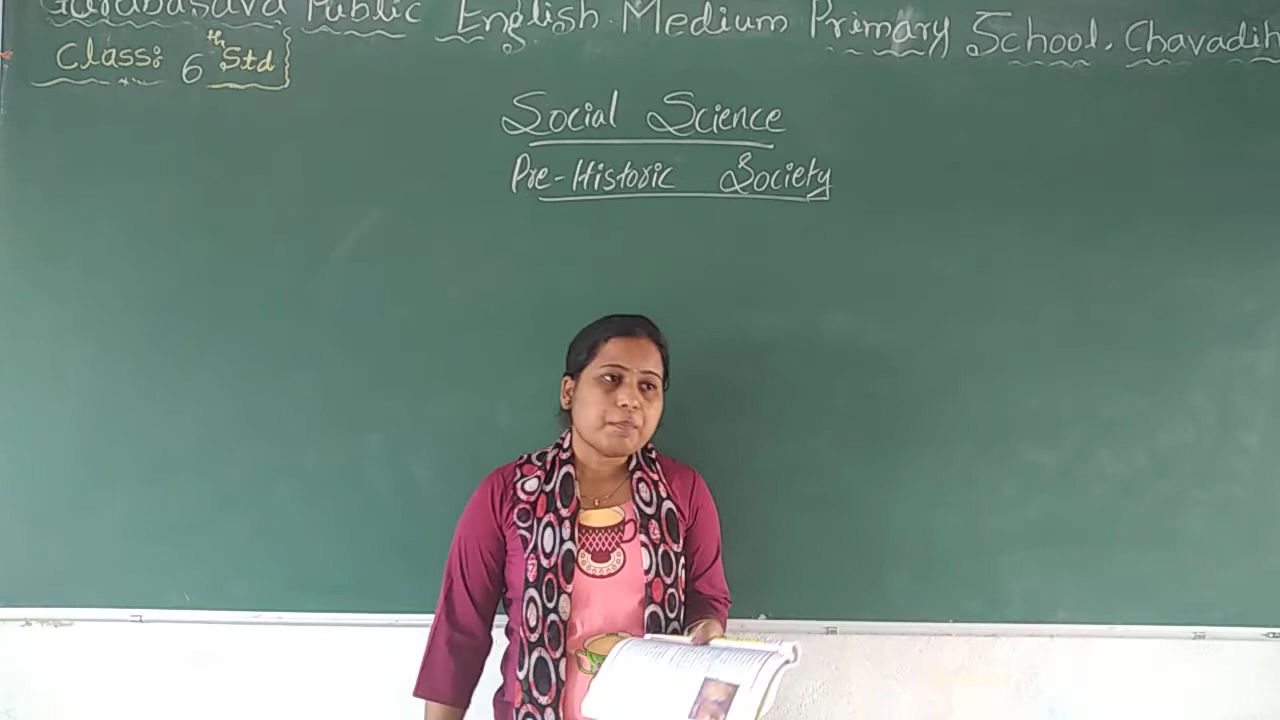 Public English Medium Primary School, Chavadih
Class: 6th Std
Social Science
Pre-Historic Society